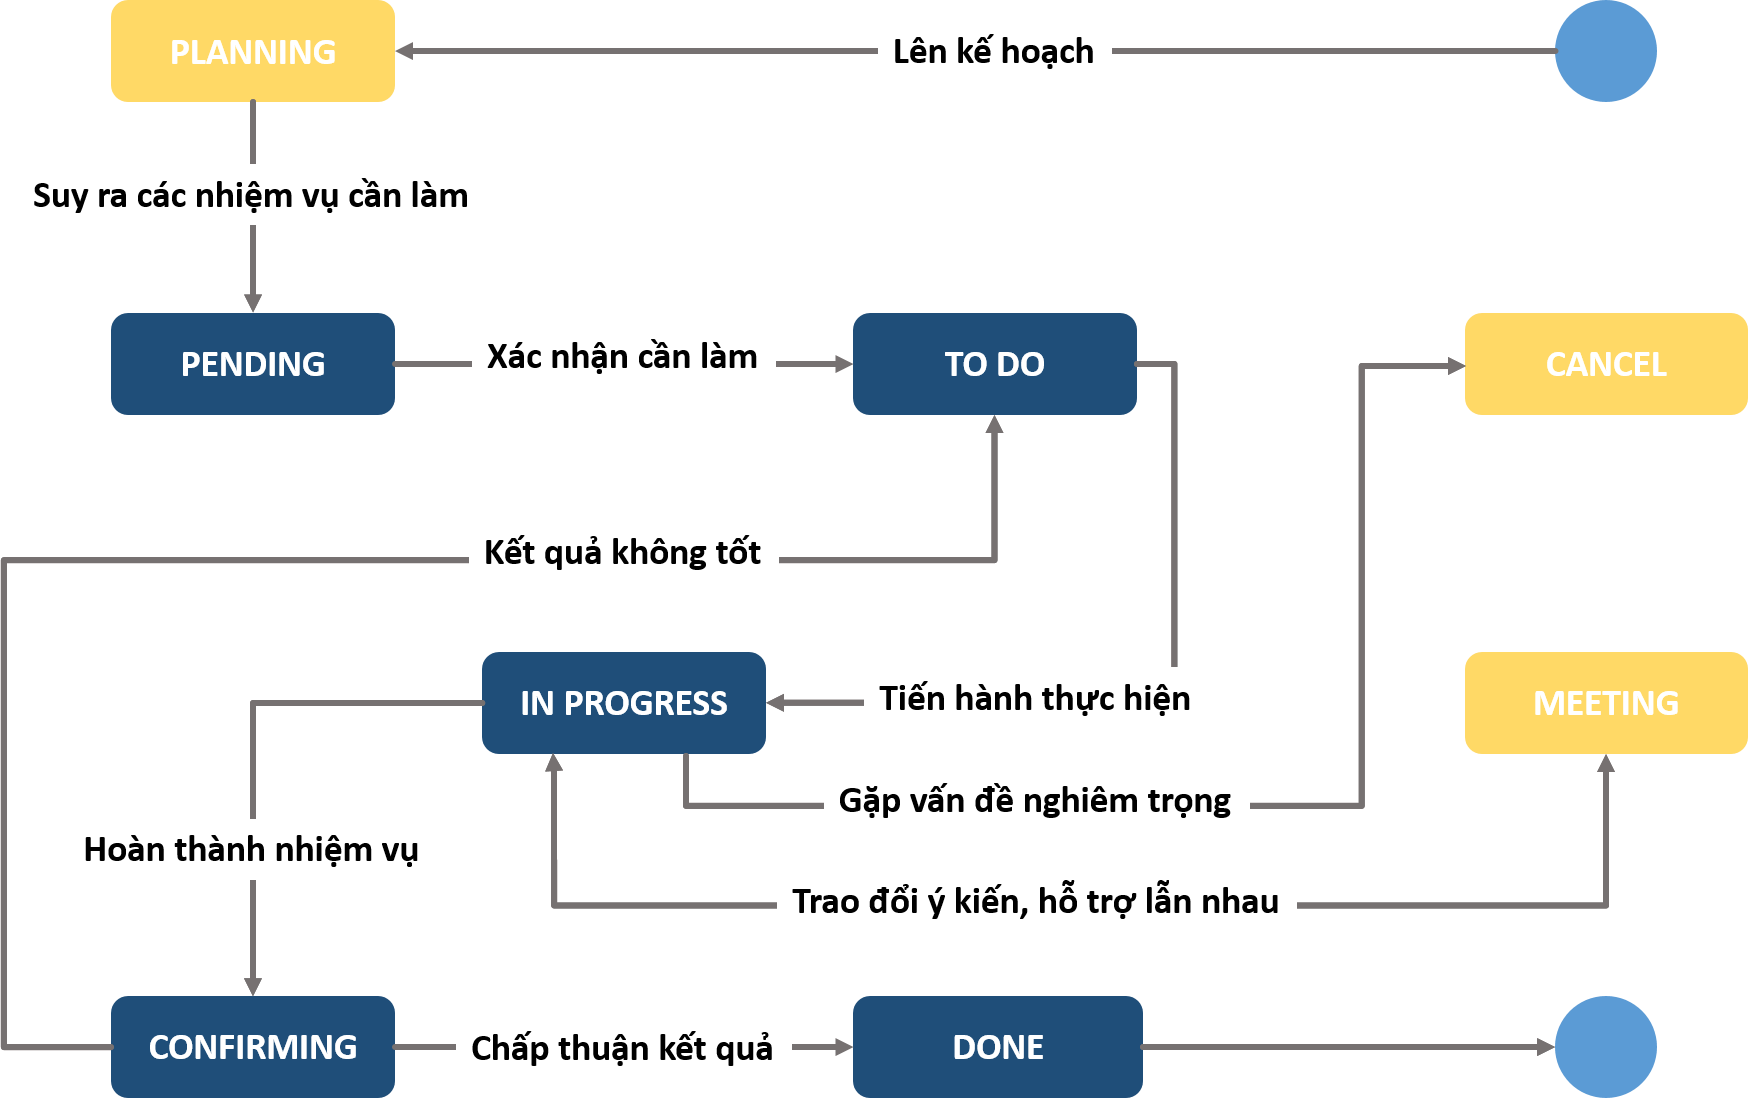 PLANNING
Lên kế hoạch
Suy ra các nhiệm vụ cần làm
PENDING
Xác nhận cần làm
TO DO
CANCEL
Kết quả không tốt
IN PROGRESS
Tiến hành thực hiện
MEETING
Gặp vấn đề nghiêm trọng
Hoàn thành nhiệm vụ
Trao đổi ý kiến, hỗ trợ lẫn nhau
CONFIRMING
Chấp thuận kết quả
DONE